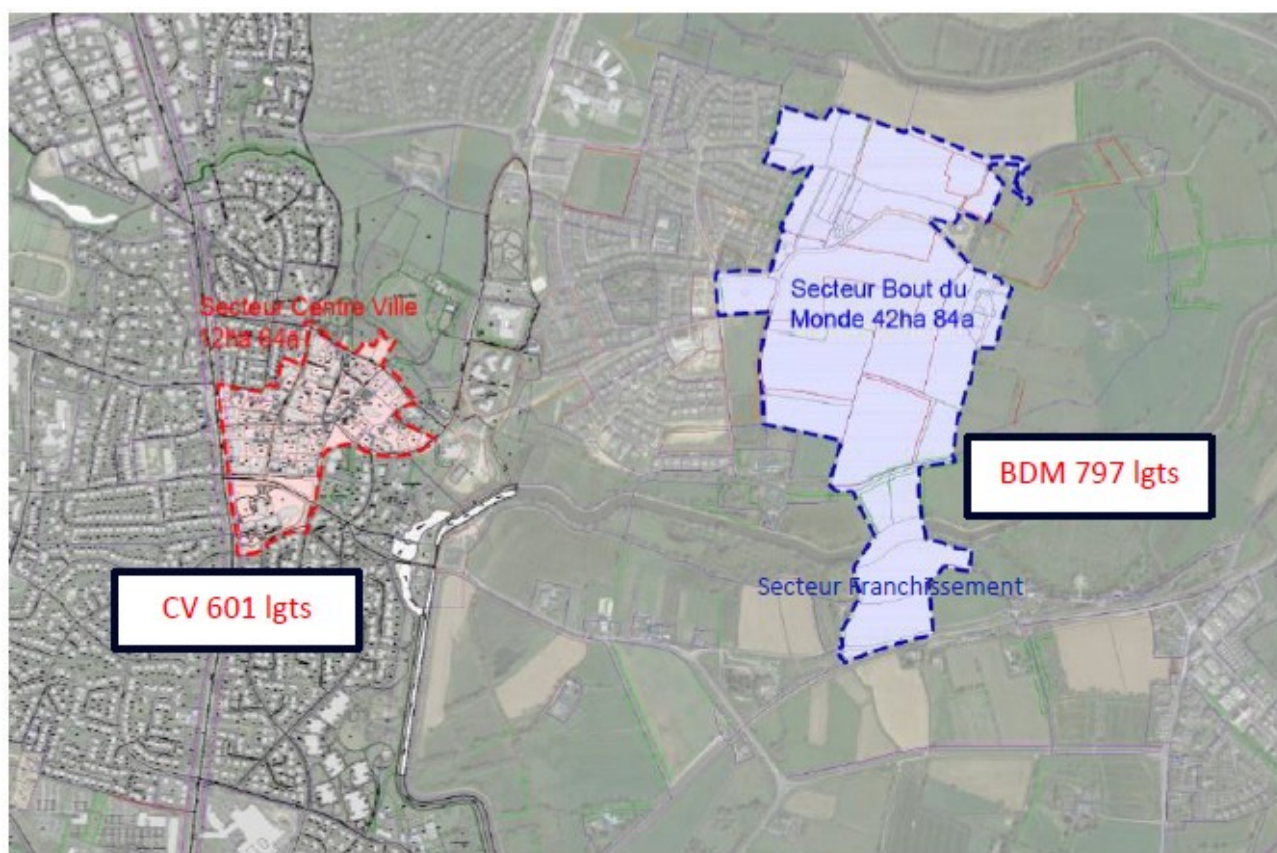 Secteur Centre Ville
12ha 64a
Secteur Bout du
Monde 42ha 84a
BDM 797 lgts
Secteur Franchissement
CV 601 lgts